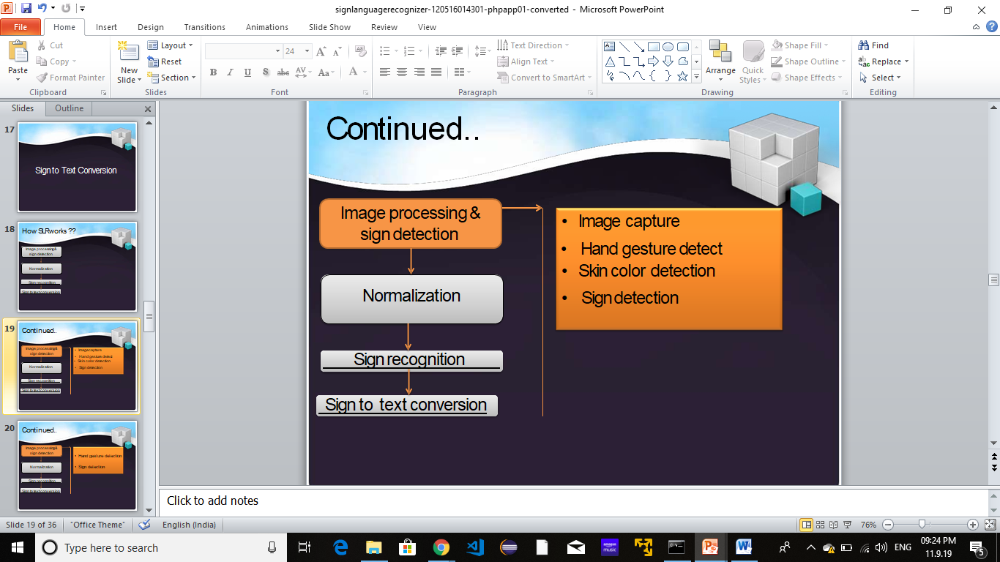 signlanguagerecognizer-120516014301-phpapp01-converted - Microsoft PowerPoint
File Home Insert Design Transitions Animations Slide Show Review View
Paste
Cut
Copy
Format Painter
Clipboard
New
Slide
Layout
Reset
Section
Slides
24
B I U S abc AV Aa A
Font
Text Direction
Align Text
Convert to SmartArt
Paragraph
Arrange
Quick
Styles
Shape Fill
Shape Outline
Shape Effects
Drawing
Find
Replace
Select
Editing
Slides Outline
17
Sign to Text Conversion
18
How SLRworks ??
Image processing&
sign detection
Normalization
Sign recognition
Sign to text conversion
19
Continued..
Image processing&
sign detection
Normalization
Sign recognition
Sign to text conversion
• Image capture
• Hand gesture detect
• Skin color detection
• Sign detection
20
Continued..
Image processing&
sign detection
Normalization
Sign recognition
Sign to text conversion
• Hand gesture detection
• Sign detection
Continued..
Image processing &
sign detection
Normalization
Sign recognition
Sign to text conversion
• Image capture
• Hand gesture detect
• Skin color detection
• Sign detection
Click to add notes
Slide 19 of 36 "Office Theme" English (India) 76%
Type here to search
amazon
music
ENG
09:24 PM
11.9.19
5